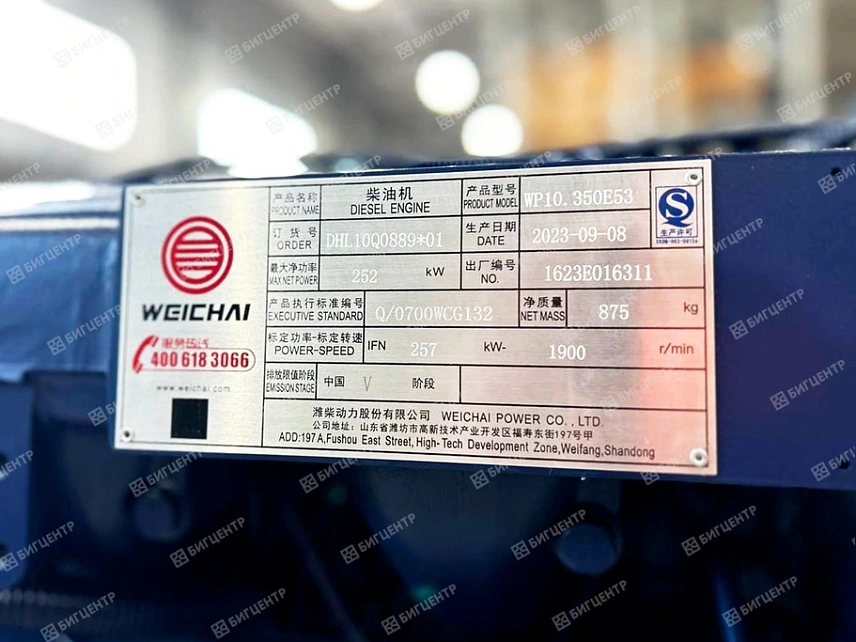 WEICHAI
服务热线
400 618 3066
www.weichai.com
产品名称 柴油机 产品型号 WP10.350E53
PRODUCT NAME DIESEL ENGINE PRODUCT MODEL
订货号 DHL10Q0889*01 生产日期 2023-09-08
ORDER DATE
最大净功率 252 kW 出厂编号 1623E016311
MAX NET POWER NO.
产品执行标准编号 Q/0700WCG132 净质量 875 kg
EXECUTIVE STANDARD NET MASS
标定功率-标定转速 IFN 257 kW- 1900 r/min
POWER-SPEED
排放限值阶段 中国 V 阶段
EMISSION STAGE
生产许可
潍柴动力股份有限公司 WEICHAI POWER CO., LTD.
公司地址: 山东省潍坊市高新技术产业开发区福寿东街197号甲
ADD:197 A,Fushou East Street, High-Tech Development Zone,Weifang,Shandong
БИГЦЕНТР